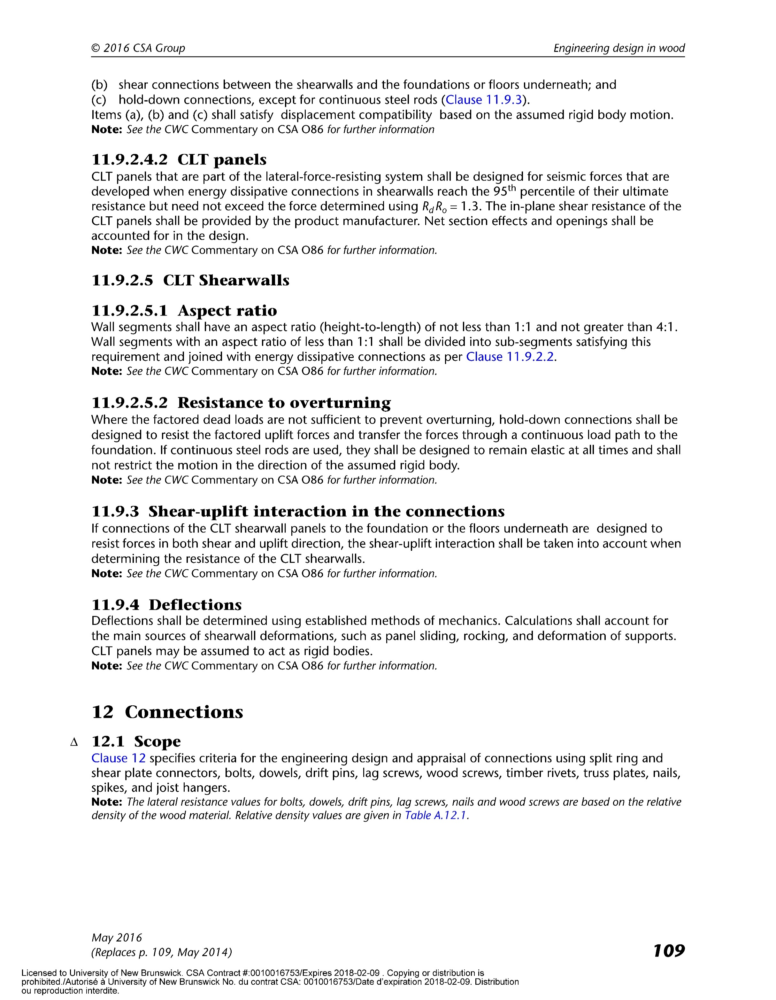 © 2016 CSA Group Engineering design in wood
(b) shear connections between the shearwalls and the foundations or floors underneath; and
(c) hold-down connections, except for continuous steel rods (Clause 11.9.3).
Items (a), (b) and (c) shall satisfy displacement compatibility based on the assumed rigid body motion.
Note: See the CWC Commentary on CSA O86 for further information
11.9.2.4.2 CLT panels
CLT panels that are part of the lateral-force-resisting system shall be designed for seismic forces that are
developed when energy dissipative connections in shearwalls reach the 95th percentile of their ultimate
resistance but need not exceed the force determined using RdRo = 1.3. The in-plane shear resistance of the
CLT panels shall be provided by the product manufacturer. Net section effects and openings shall be
accounted for in the design.
Note: See the CWC Commentary on CSA O86 for further information.
11.9.2.5 CLT Shearwalls
11.9.2.5.1 Aspect ratio
Wall segments shall have an aspect ratio (height-to-length) of not less than 1:1 and not greater than 4:1.
Wall segments with an aspect ratio of less than 1:1 shall be divided into sub-segments satisfying this
requirement and joined with energy dissipative connections as per Clause 11.9.2.2.
Note: See the CWC Commentary on CSA O86 for further information.
11.9.2.5.2 Resistance to overturning
Where the factored dead loads are not sufficient to prevent overturning, hold-down connections shall be
designed to resist the factored uplift forces and transfer the forces through a continuous load path to the
foundation. If continuous steel rods are used, they shall be designed to remain elastic at all times and shall
not restrict the motion in the direction of the assumed rigid body.
Note: See the CWC Commentary on CSA O86 for further information.
11.9.3 Shear-uplift interaction in the connections
If connections of the CLT shearwall panels to the foundation or the floors underneath are designed to
resist forces in both shear and uplift direction, the shear-uplift interaction shall be taken into account when
determining the resistance of the CLT shearwalls.
Note: See the CWC Commentary on CSA O86 for further information.
11.9.4 Deflections
Deflections shall be determined using established methods of mechanics. Calculations shall account for
the main sources of shearwall deformations, such as panel sliding, rocking, and deformation of supports.
CLT panels may be assumed to act as rigid bodies.
Note: See the CWC Commentary on CSA O86 for further information.
12 Connections
Δ 12.1 Scope
Clause 12 specifies criteria for the engineering design and appraisal of connections using split ring and
shear plate connectors, bolts, dowels, drift pins, lag screws, wood screws, timber rivets, truss plates, nails,
spikes, and joist hangers.
Note: The lateral resistance values for bolts, dowels, drift pins, lag screws, nails and wood screws are based on the relative
density of the wood material. Relative density values are given in Table A.12.1.
May 2016
(Replaces p. 109, May 2014) 109
Licensed to University of New Brunswick. CSA Contract #:0010016753/Expires 2018-02-09 . Copying or distribution is
prohibited./Autorisé à University of New Brunswick No. du contrat CSA: 0010016753/Date d'expiration 2018-02-09. Distribution
ou reproduction interdite.